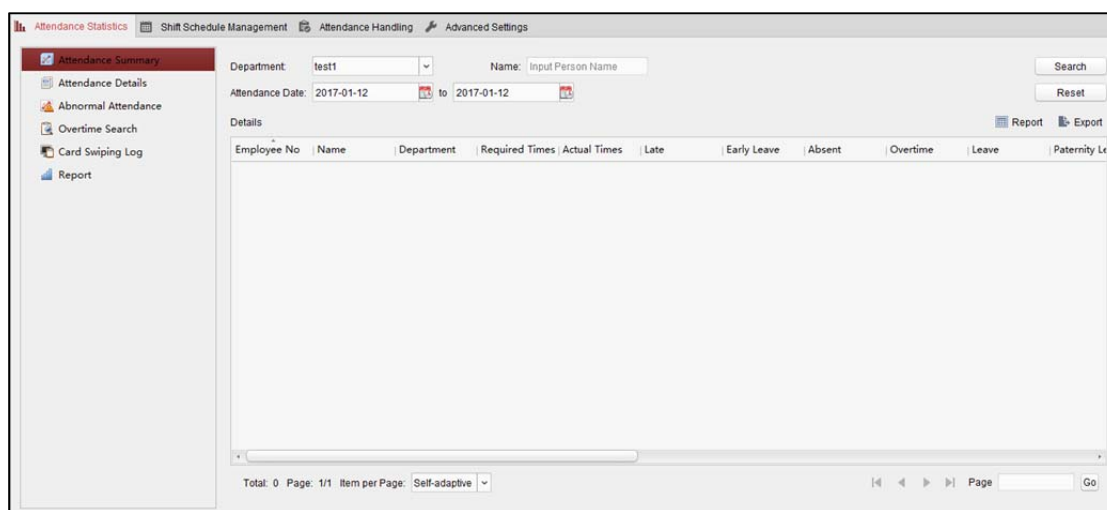 Attendance Statistics Shift Schedule Management Attendance Handling Advanced Settings
Attendance Summary
Attendance Details
Abnormal Attendance
Overtime Search
Card Swiping Log
Report
Department: test1 Name: Input Person Name Search
Attendance Date: 2017-01-12 to 2017-01-12 Reset
Details Report Export
Employee No Name Department Required Times Actual Times Late Early Leave Absent Overtime Leave Paternity Le
Total: 0 Page: 1/1 Item per Page: Self-adaptive Page Go